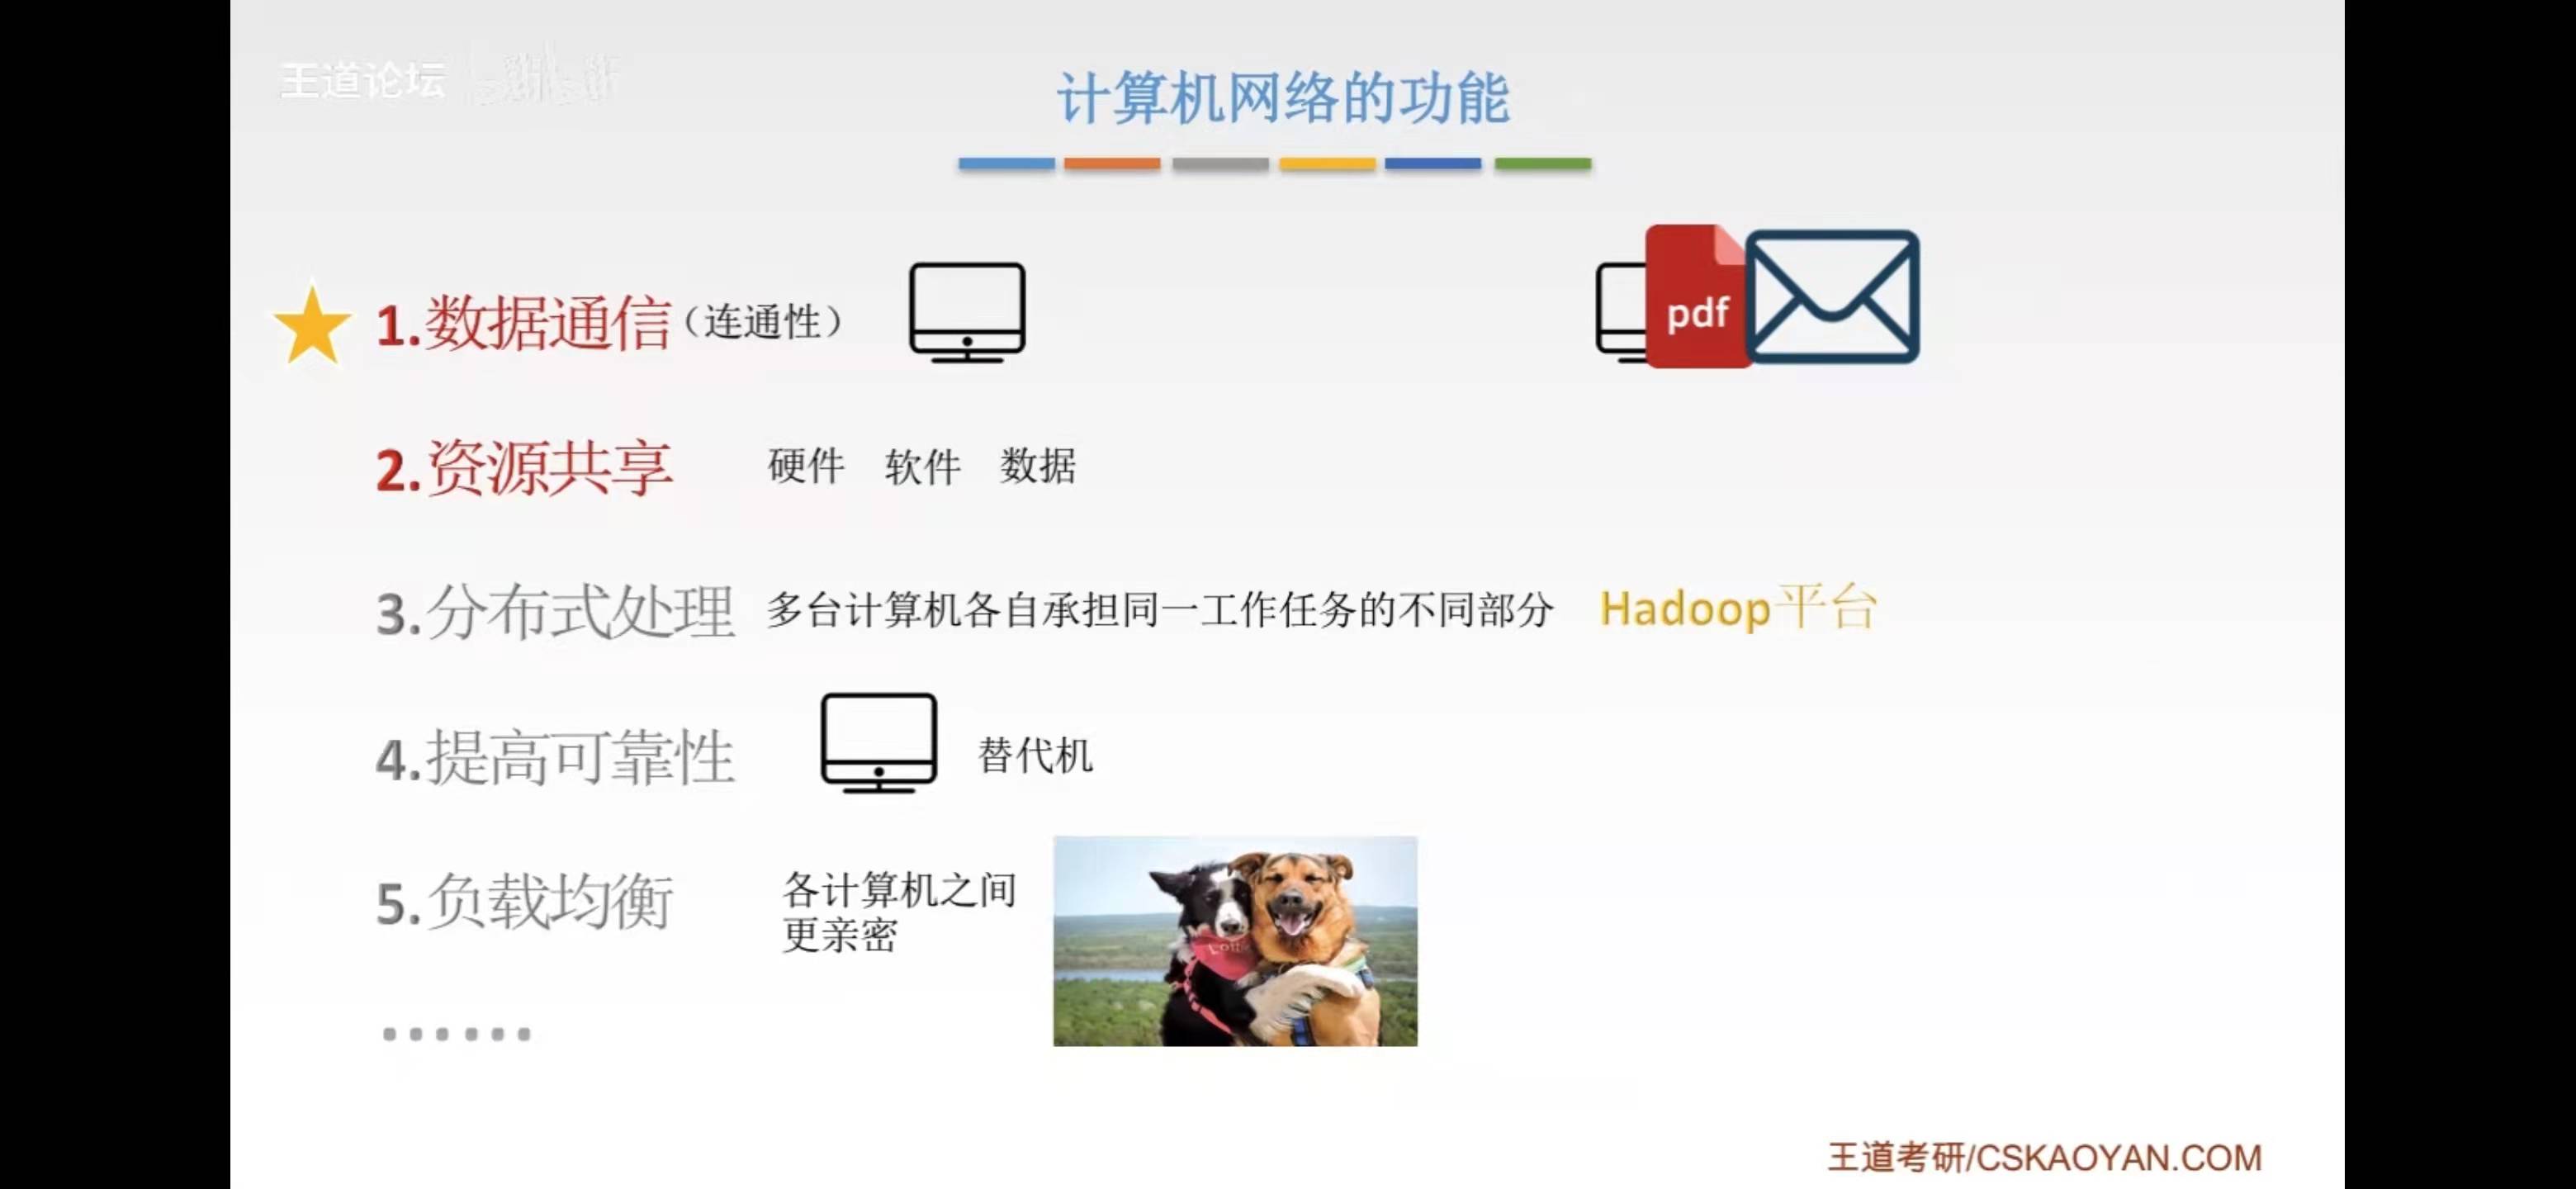 王道论坛 bilibili
计算机网络的功能
1.数据通信（连通性）
pdf
2.资源共享 硬件 软件 数据
3.分布式处理 多台计算机各自承担同一工作任务的不同部分 Hadoop平台
4.提高可靠性 替代机
5.负载均衡 各计算机之间
更亲密
......
王道考研/CSKAOYAN.COM